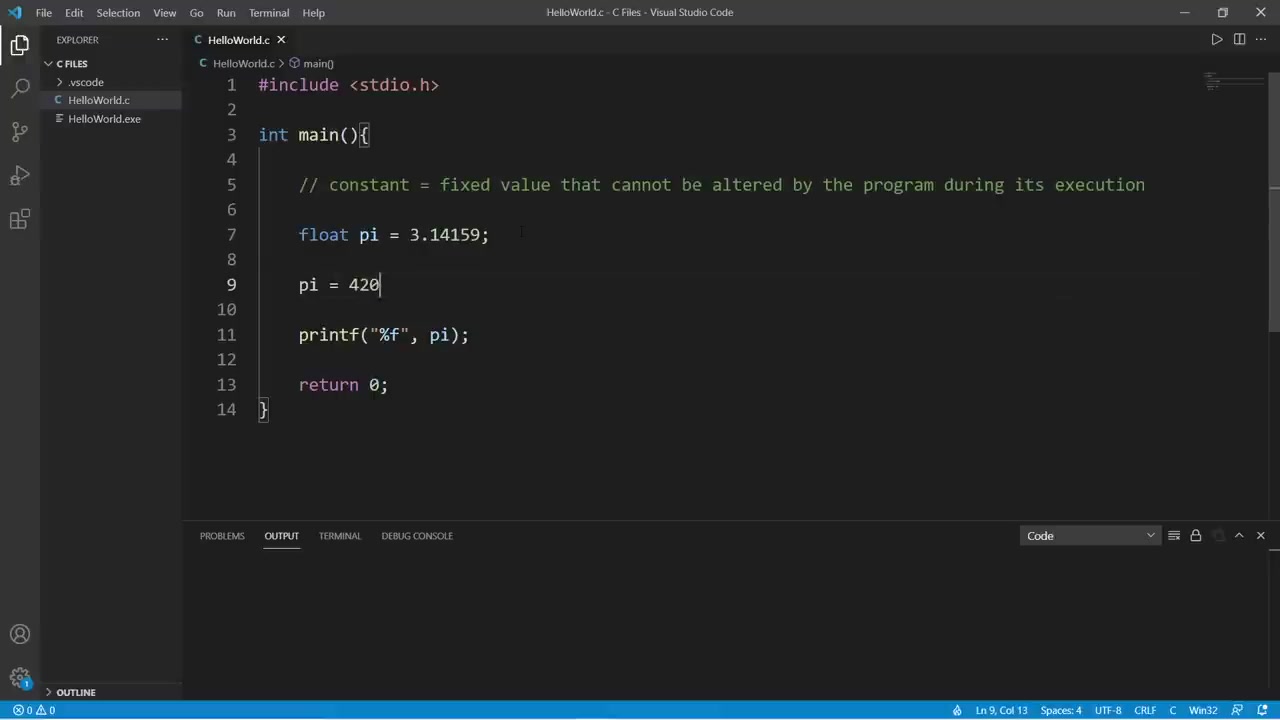 File Edit Selection View Go Run Terminal Help
HelloWorld.c - C Files - Visual Studio Code
EXPLORER
C FILES
.vscode
HelloWorld.c
HelloWorld.exe
OUTLINE
C HelloWorld.c
C HelloWorld.c > main()
1 #include <stdio.h>
2
3 int main(){
4
5 // constant = fixed value that cannot be altered by the program during its execution
6
7 float pi = 3.14159;
8
9 pi = 420
10
11 printf("%f", pi);
12
13 return 0;
14 }
PROBLEMS OUTPUT TERMINAL DEBUG CONSOLE
Code
1
0 0
Ln 9, Col 13 Spaces: 4 UTF-8 CRLF C Win32